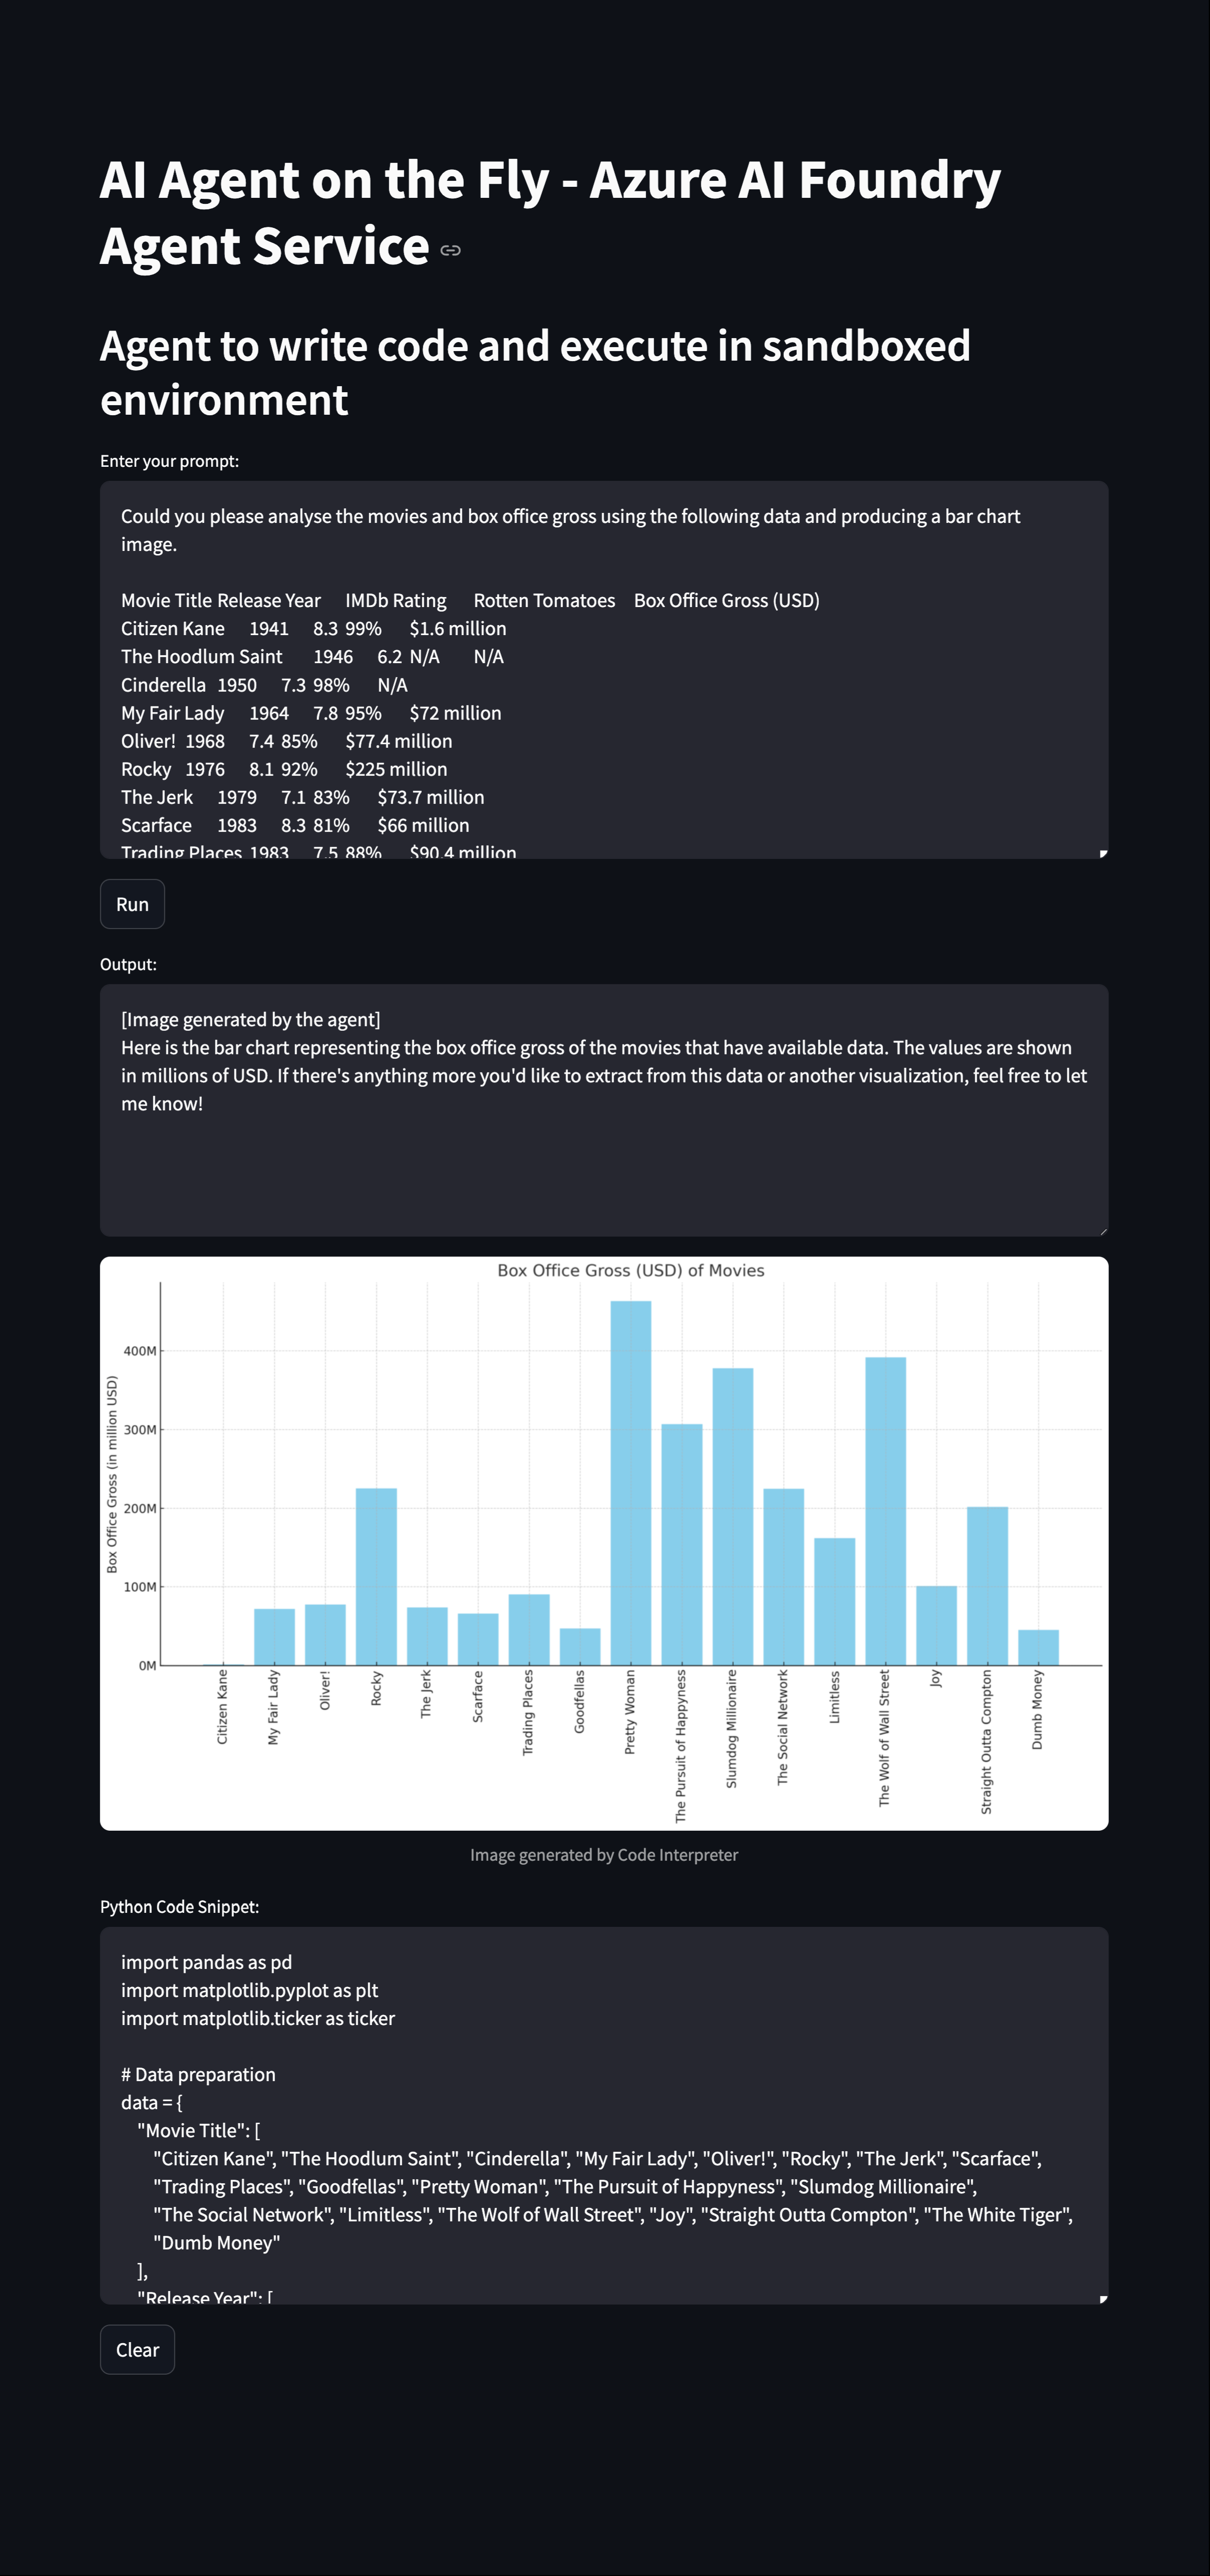 AI Agent on the Fly - Azure AI Foundry
Agent Service
Agent to write code and execute in sandboxed
environment
Enter your prompt:
Could you please analyse the movies and box office gross using the following data and producing a bar chart
image.
Movie Title Release Year IMDb Rating Rotten Tomatoes Box Office Gross (USD)
Citizen Kane 1941 8.3 99% $1.6 million
The Hoodlum Saint 1946 6.2 N/A N/A
Cinderella 1950 7.3 98% N/A
My Fair Lady 1964 7.8 95% $72 million
Oliver! 1968 7.4 85% $77.4 million
Rocky 1976 8.1 92% $225 million
The Jerk 1979 7.1 83% $73.7 million
Scarface 1983 8.3 81% $66 million
Trading Places 1983 7.5 88% $90.4 million
Run
Output:
[Image generated by the agent]
Here is the bar chart representing the box office gross of the movies that have available data. The values are shown
in millions of USD. If there's anything more you'd like to extract from this data or another visualization, feel free to let
me know!
Box Office Gross (USD) of Movies
Box Office Gross (in million USD)
400M
300M
200M
100M
0M
Citizen Kane
My Fair Lady
Oliver!
Rocky
The Jerk
Scarface
Trading Places
Goodfellas
Pretty Woman
The Pursuit of Happyness
Slumdog Millionaire
The Social Network
Limitless
The Wolf of Wall Street
Joy
Straight Outta Compton
Dumb Money
Image generated by Code Interpreter
Python Code Snippet:
import pandas as pd
import matplotlib.pyplot as plt
import matplotlib.ticker as ticker
# Data preparation
data = {
"Movie Title": [
"Citizen Kane", "The Hoodlum Saint", "Cinderella", "My Fair Lady", "Oliver!", "Rocky", "The Jerk", "Scarface",
"Trading Places", "Goodfellas", "Pretty Woman", "The Pursuit of Happyness", "Slumdog Millionaire",
"The Social Network", "Limitless", "The Wolf of Wall Street", "Joy", "Straight Outta Compton", "The White Tiger",
"Dumb Money"
],
"Release Year": [
Clear